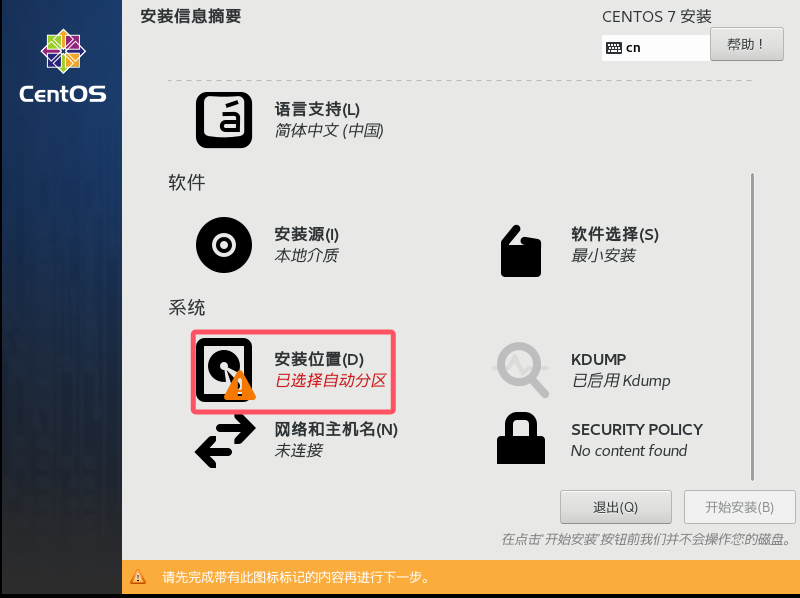 安装信息摘要
CENTOS 7 安装
cn
帮助！
CentOS
语言支持(L)
简体中文 (中国)
软件
安装源(I)
本地介质
软件选择(S)
最小安装
系统
安装位置(D)
已选择自动分区
KDUMP
已启用 Kdump
网络和主机名(N)
未连接
SECURITY POLICY
No content found
退出(Q)
开始安装(B)
在点击'开始安装'按钮前我们并不会操作您的磁盘。
请先完成带有此图标标记的内容再进行下一步。